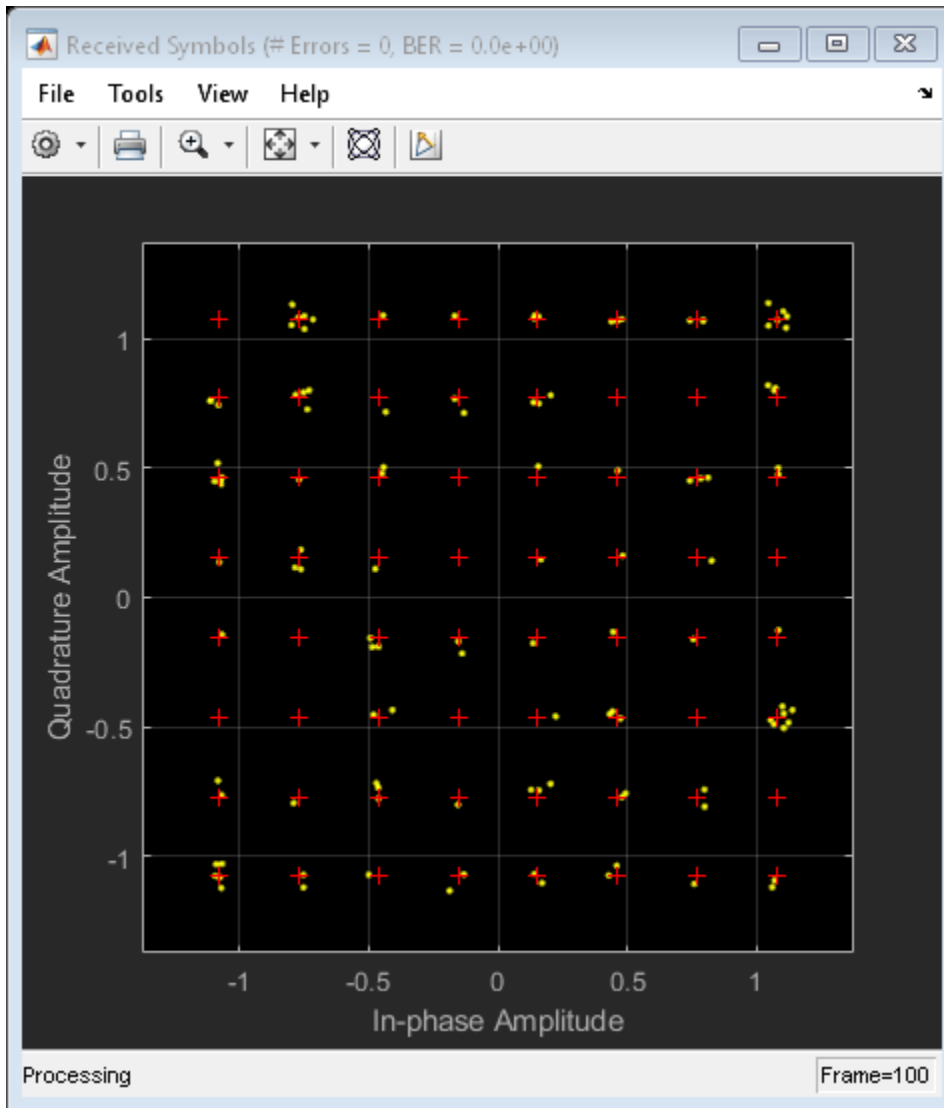 Received Symbols (# Errors = 0, BER = 0.0e+00)
File Tools View Help
1
0.5
0
-0.5
-1
Quadrature Amplitude
-1 -0.5 0 0.5 1
In-phase Amplitude
Processing Frame=100